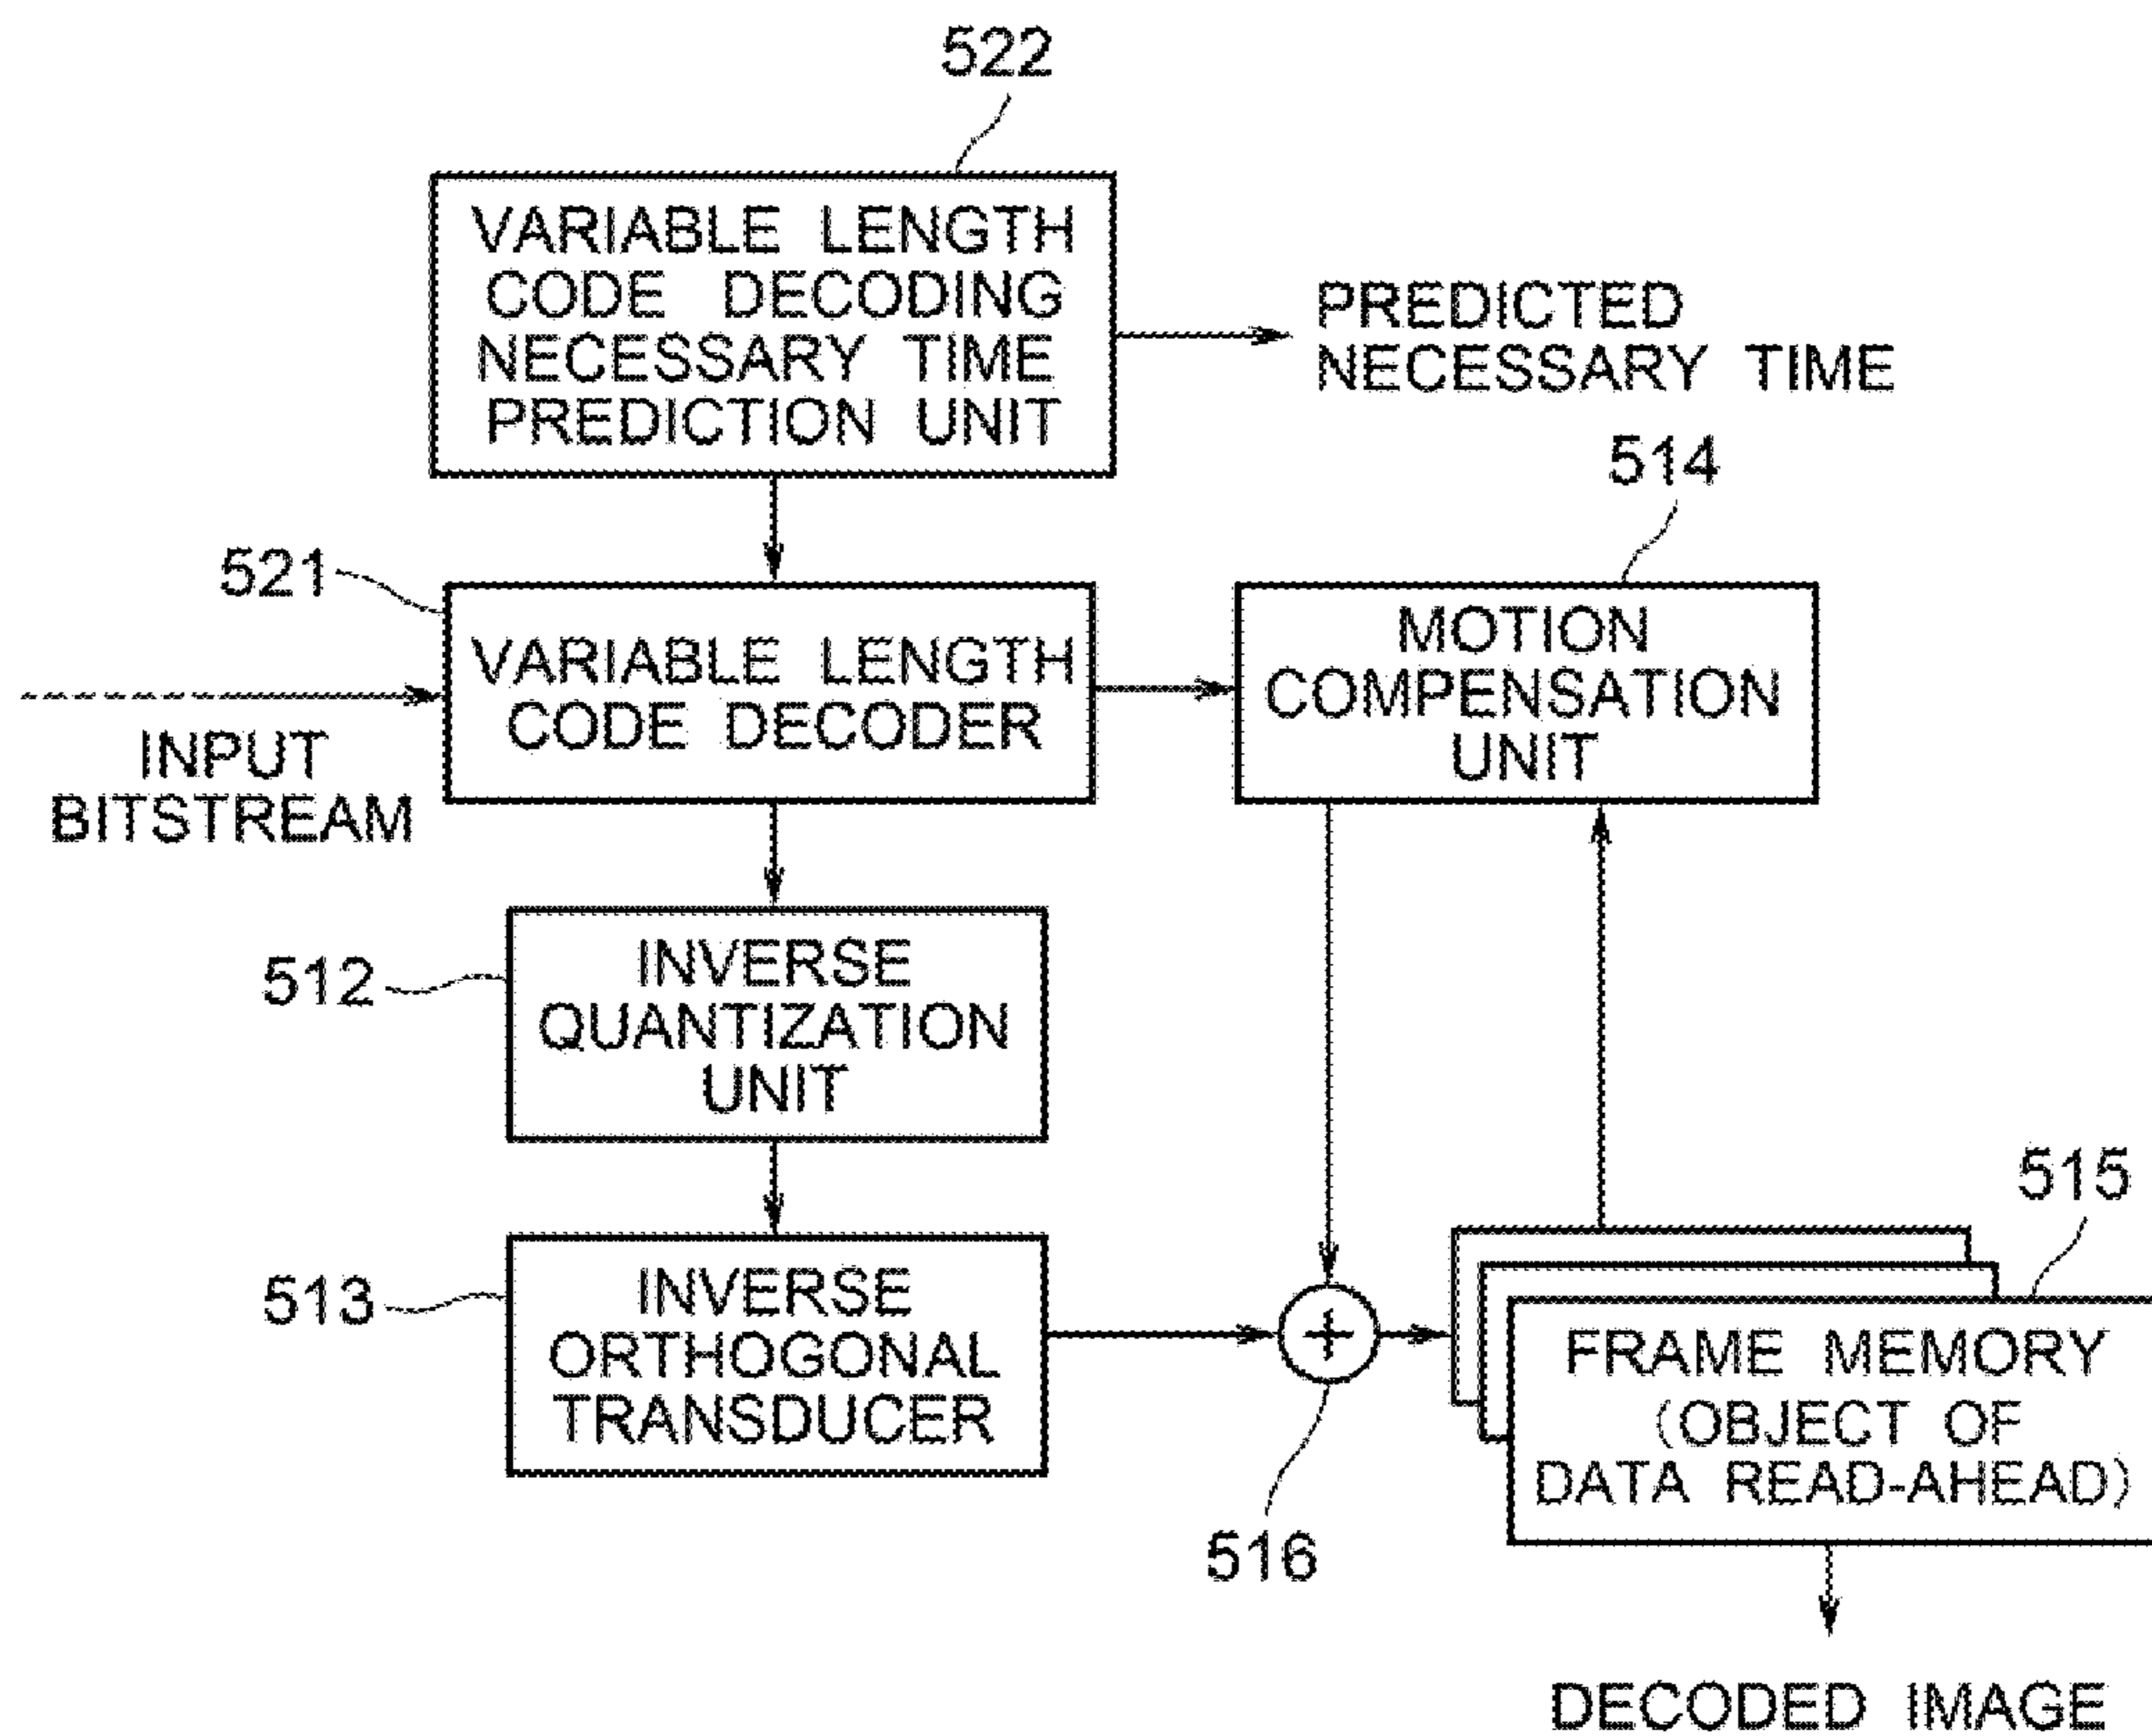 522
VARIABLE LENGTH
CODE DECODING
NECESSARY TIME
PREDICTION UNIT
PREDICTED
NECESSARY TIME
514
521
VARIABLE LENGTH
CODE DECODER
MOTION
COMPENSATION
UNIT
INPUT
BITSTREAM
512
INVERSE
QUANTIZATION
UNIT
515
513
INVERSE
ORTHOGONAL
TRANSDUCER
+
FRAME MEMORY
(OBJECT OF
DATA READ-AHEAD)
516
DECODED IMAGE